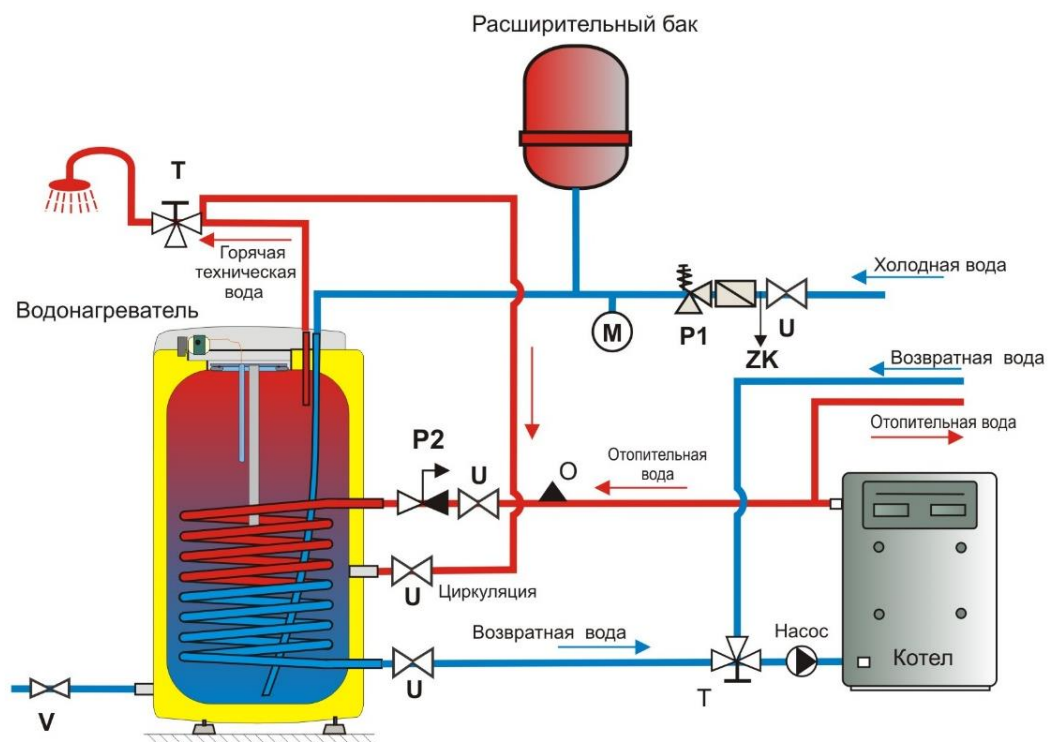 Расширительный бак
T
Горячая
техническая
вода
Холодная вода
Водонагреватель
M
P1
U
ZK
Возвратная вода
Отопительная вода
P2
U
O
Отопительная
вода
U
Циркуляция
Возвратная вода
Насос
Котел
U
T
V